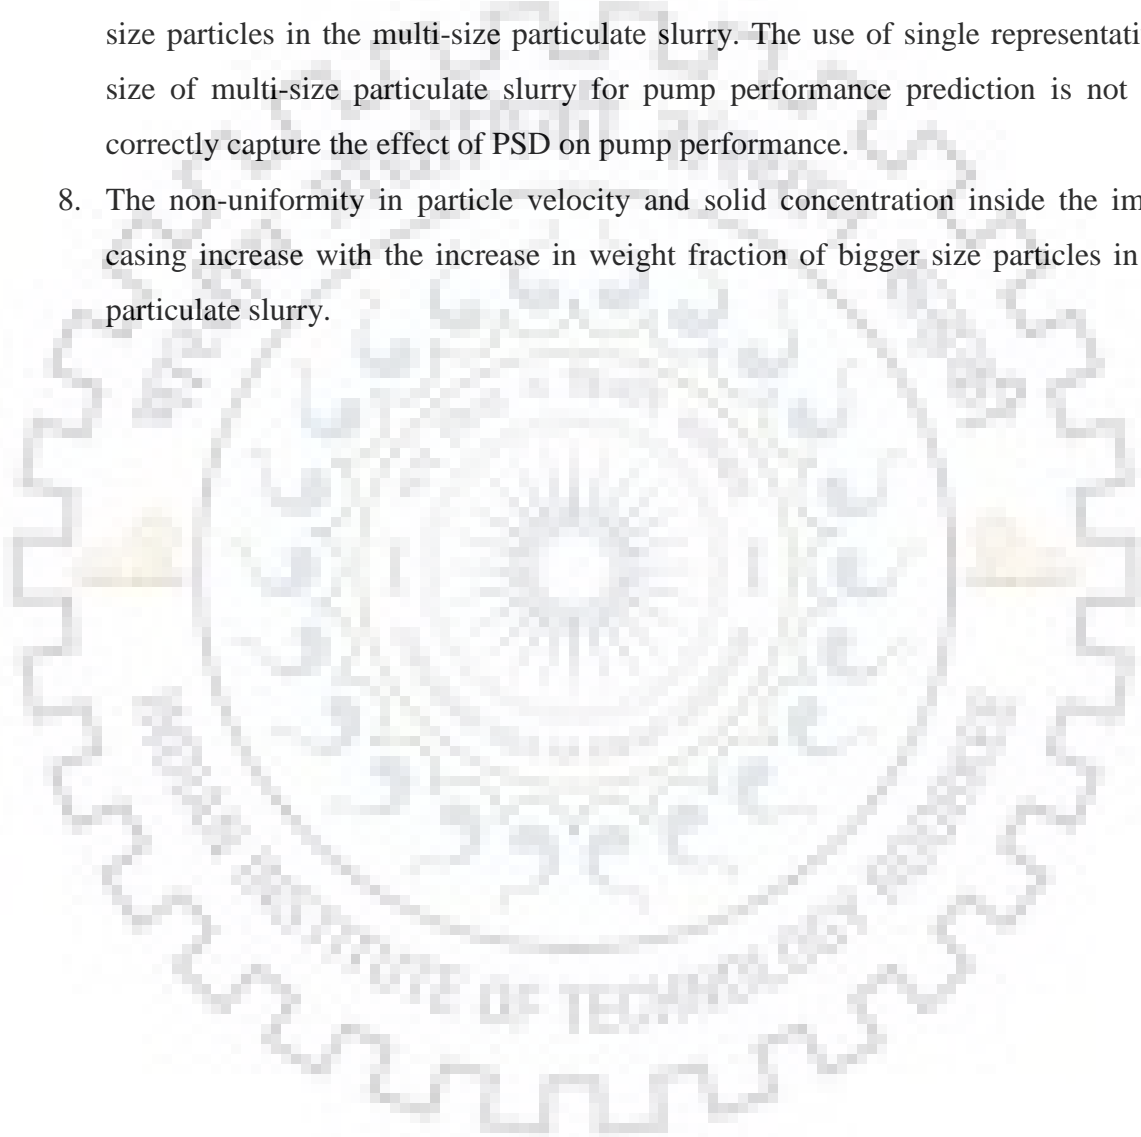 size particles in the multi-size particulate slurry. The use of single representati
size of multi-size particulate slurry for pump performance prediction is not
correctly capture the effect of PSD on pump performance.
8. The non-uniformity in particle velocity and solid concentration inside the im
casing increase with the increase in weight fraction of bigger size particles in
particulate slurry.
INSTITUTE OF TECHNOLOGY ROORKEE